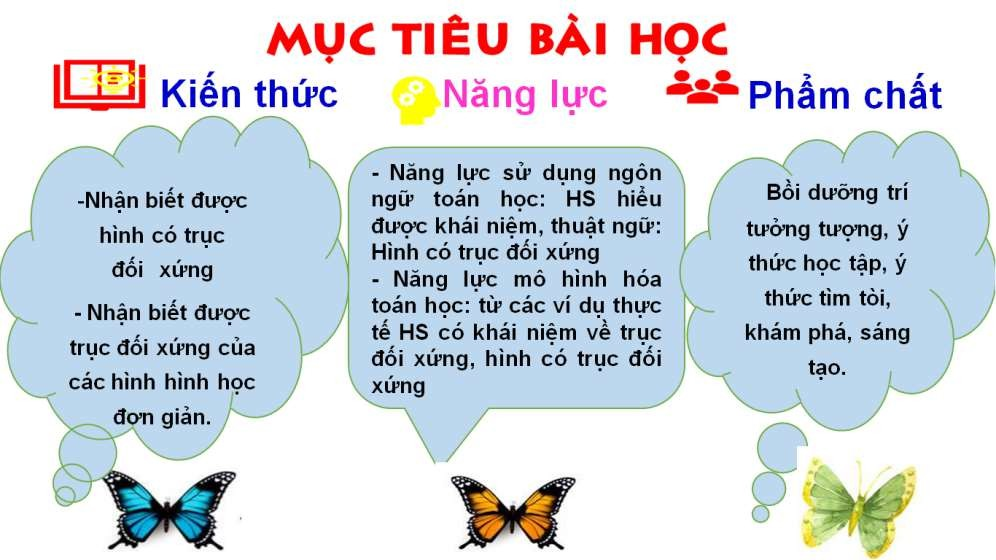 MỤC TIÊU BÀI HỌC
Kiến thức
-Nhận biết được
hình có trục
đối xứng
- Nhận biết được
trục đối xứng của
các hình hình học
đơn giản.
Năng lực
- Năng lực sử dụng ngôn
ngữ toán học: HS hiểu
được khái niệm, thuật ngữ:
Hình có trục đối xứng
- Năng lực mô hình hóa
toán học: từ các ví dụ thực
tế HS có khái niệm về trục
đối xứng, hình có trục đối
xứng
Phẩm chất
Bồi dưỡng trí
tưởng tượng, ý
thức học tập, ý
thức tìm tòi,
khám phá, sáng
tạo.